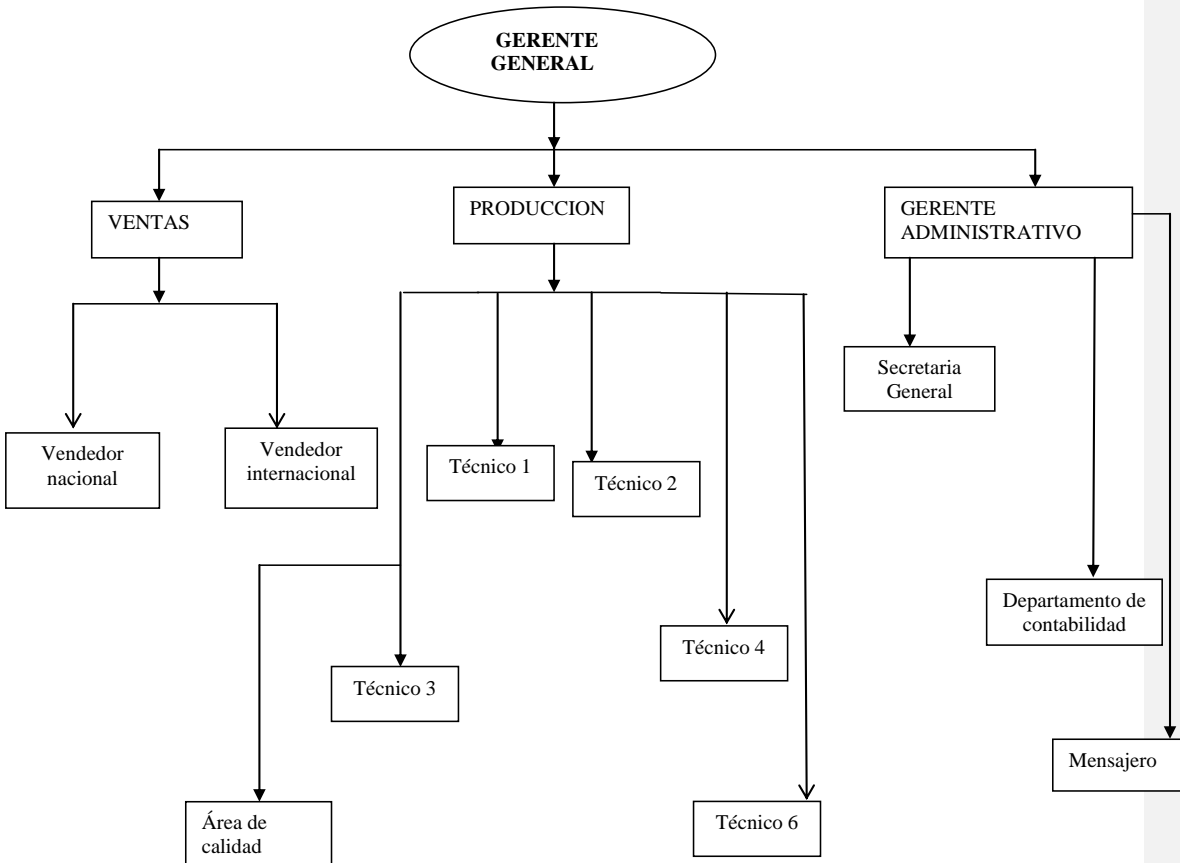 GERENTE
GENERAL
VENTAS
PRODUCCION
GERENTE
ADMINISTRATIVO
Secretaria
General
Vendedor
nacional
Vendedor
internacional
Técnico 1
Técnico 2
Departamento de
contabilidad
Técnico 4
Técnico 3
Mensajero
Área de
calidad
Técnico 6